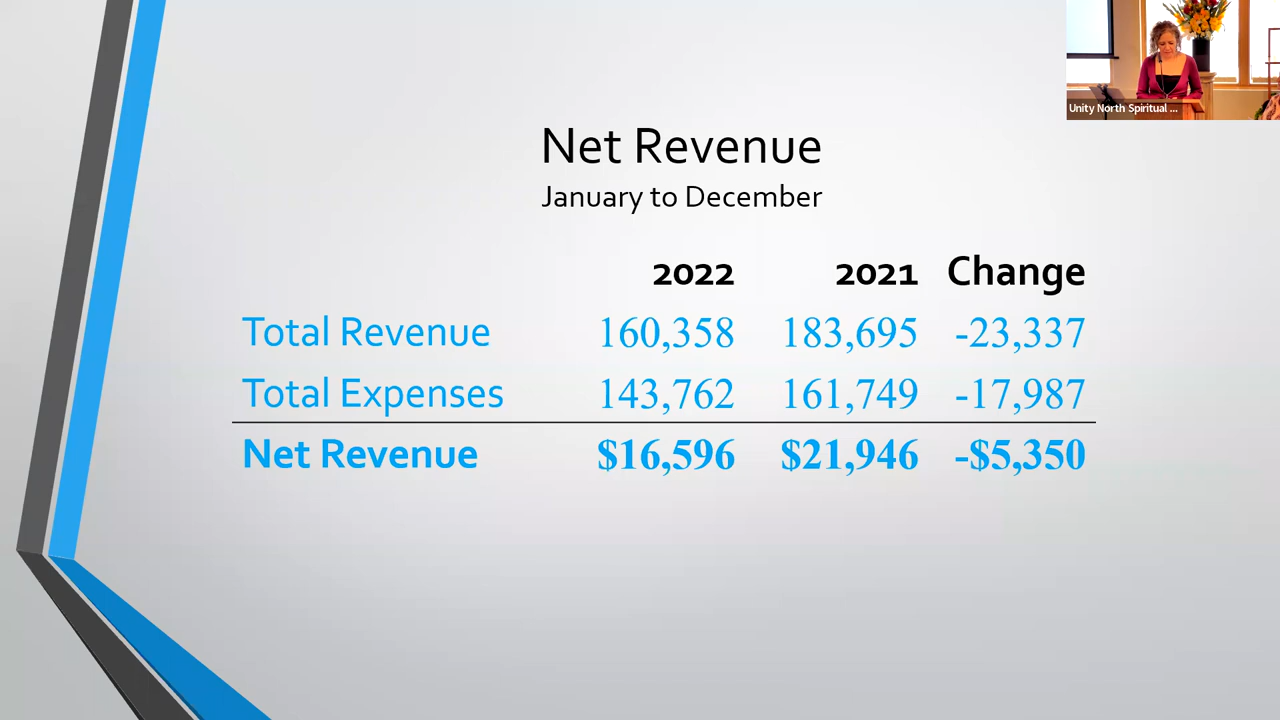 Unity North Spiritual ...
Net Revenue
January to December
2022 2021 Change
Total Revenue 160,358 183,695 -23,337
Total Expenses 143,762 161,749 -17,987
Net Revenue $16,596 $21,946 -$5,350